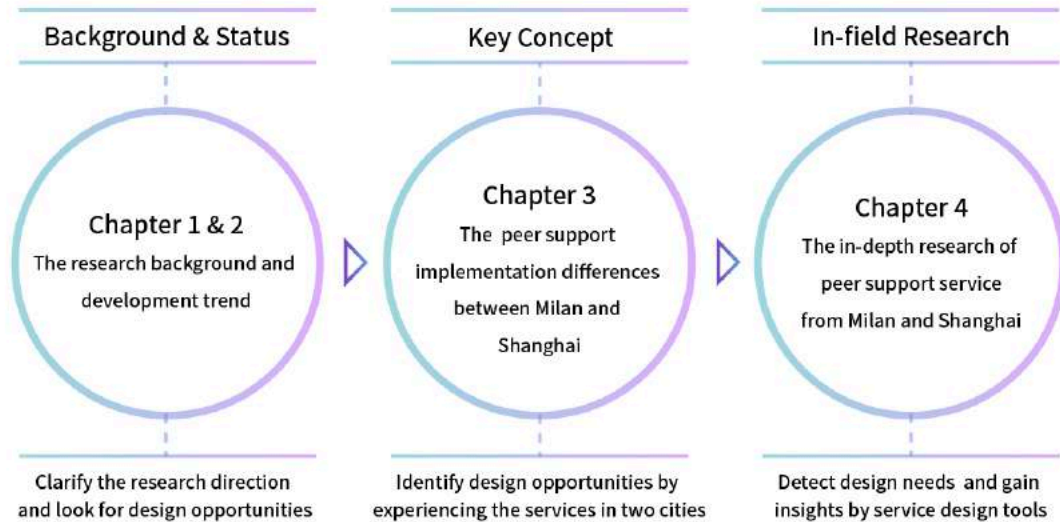 Background & Status
Chapter 1 & 2
The research background and
development trend
Clarify the research direction
and look for design opportunities
Key Concept
Chapter 3
The peer support
implementation differences
between Milan and
Shanghai
Identify design opportunities by
experiencing the services in two cities
In-field Research
Chapter 4
The in-depth research of
peer support service
from Milan and Shanghai
Detect design needs and gain
insights by service design tools